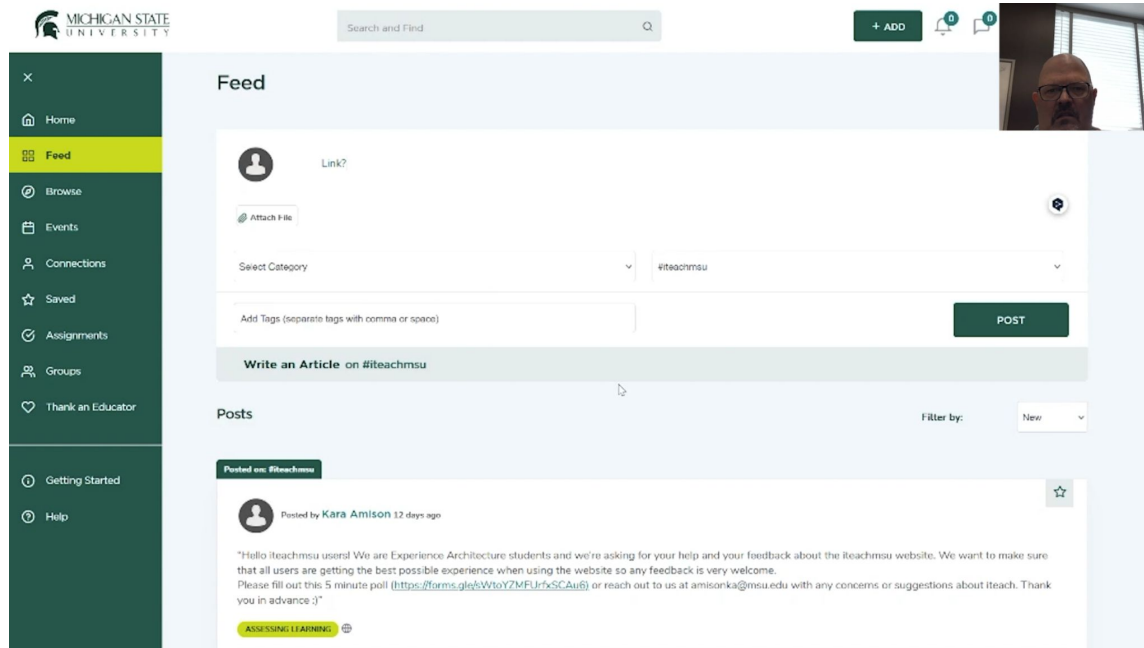 MICHIGAN STATE
UNIVERSITY
Search and Find
+ ADD
0
0
Home
Feed
Browse
Events
Connections
Saved
Assignments
Groups
Thank an Educator
Getting Started
Help
Feed
Link?
Attach File
Select Category
#iteachmsu
Add Tags (separate tags with comma or space)
POST
Write an Article on #iteachmsu
Posts
Filter by:
New
Posted on: #iteachmsu
Posted by Kara Amison 12 days ago
"Hello iteachmsu users! We are Experience Architecture students and we're asking for your help and your feedback about the iteachmsu website. We want to make sure
that all users are getting the best possible experience when using the website so any feedback is very welcome.
Please fill out this 5 minute poll (https://forms.gle/sWtoYZMFUrfxSCAu6) or reach out to us at amisonka@msu.edu with any concerns or suggestions about iteach. Thank
you in advance :)"
ASSESSING LEARNING